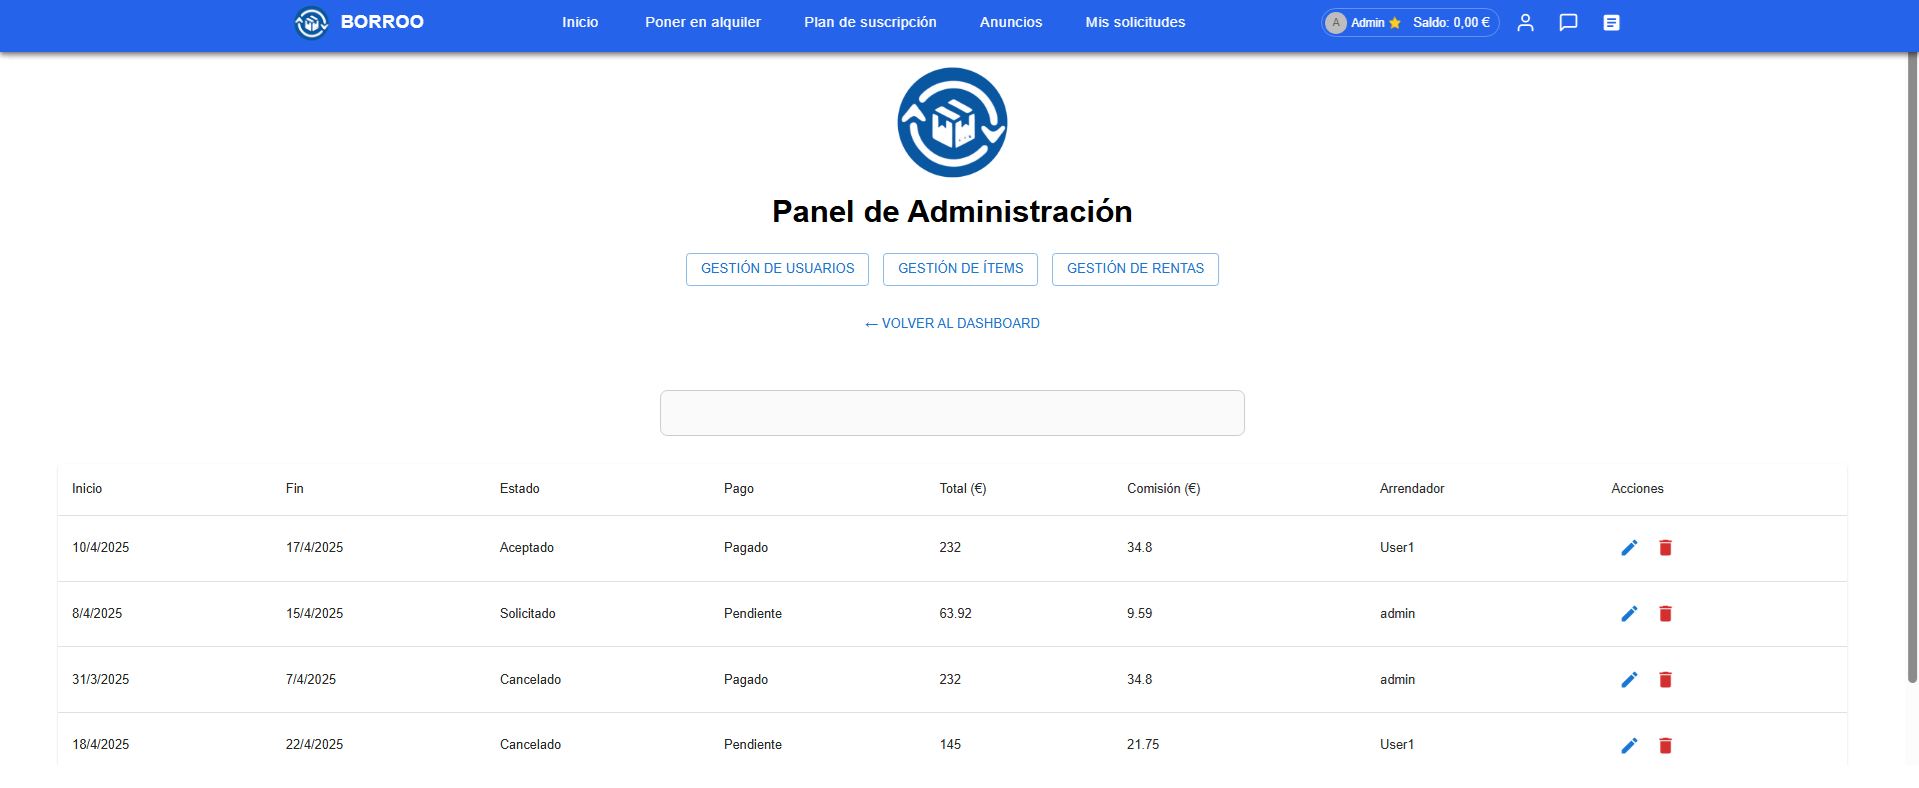 BORROO Inicio Poner en alquiler Plan de suscripción Anuncios Mis solicitudes A Admin Saldo: 0,00 €
Panel de Administración
GESTIÓN DE USUARIOS GESTIÓN DE ÍTEMS GESTIÓN DE RENTAS
← VOLVER AL DASHBOARD
Inicio Fin Estado Pago Total (€) Comisión (€) Arrendador Acciones
10/4/2025 17/4/2025 Aceptado Pagado 232 34.8 User1
8/4/2025 15/4/2025 Solicitado Pendiente 63.92 9.59 admin
31/3/2025 7/4/2025 Cancelado Pagado 232 34.8 admin
18/4/2025 22/4/2025 Cancelado Pendiente 145 21.75 User1